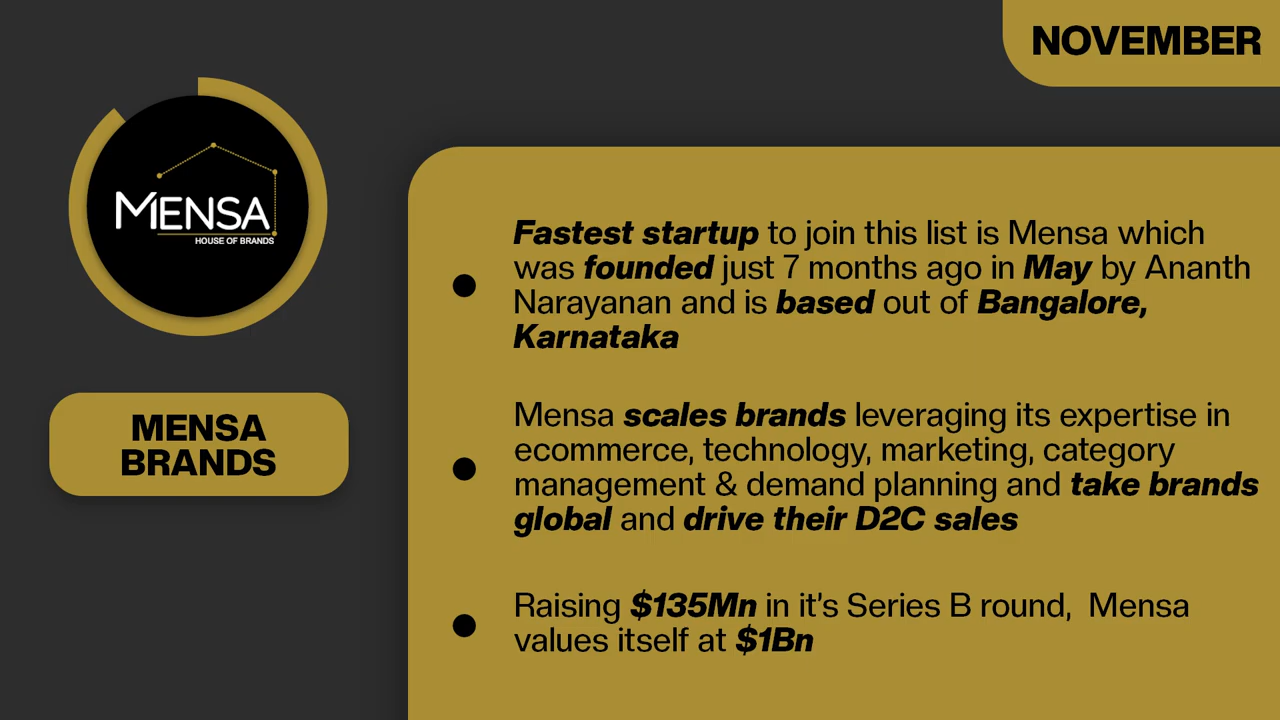 NOVEMBER
MENSA
HOUSE OF BRANDS
MENSA
BRANDS
Fastest startup to join this list is Mensa which
was founded just 7 months ago in May by Ananth
Narayanan and is based out of Bangalore,
Karnataka
Mensa scales brands leveraging its expertise in
ecommerce, technology, marketing, category
management & demand planning and take brands
global and drive their D2C sales
Raising $135Mn in it's Series B round, Mensa
values itself at $1Bn